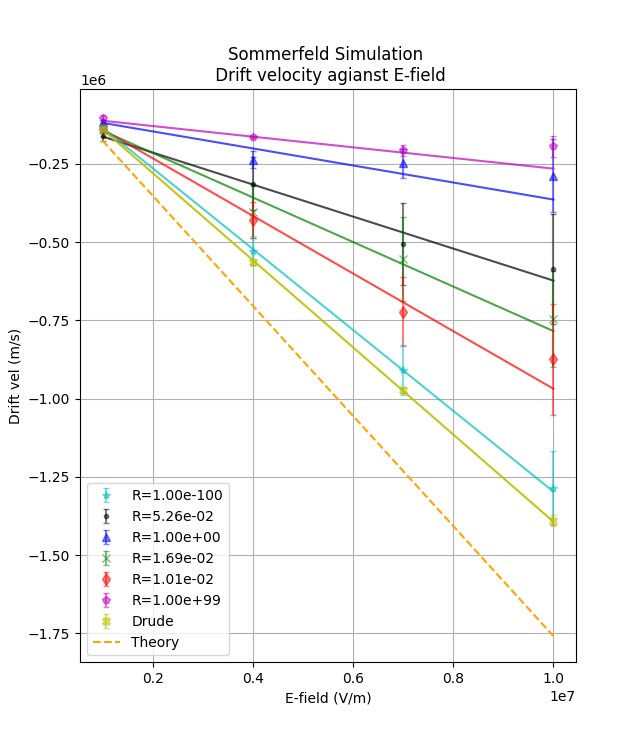 Sommerfeld Simulation
Drift velocity agianst E-field
1e6
−0.25
−0.50
−0.75
−1.00
−1.25
−1.50
−1.75
Drift vel (m/s)
R=1.00e-100
R=5.26e-02
R=1.00e+00
R=1.69e-02
R=1.01e-02
R=1.00e+99
Drude
Theory
0.2
0.4
0.6
0.8
1.0
1e7
E-field (V/m)